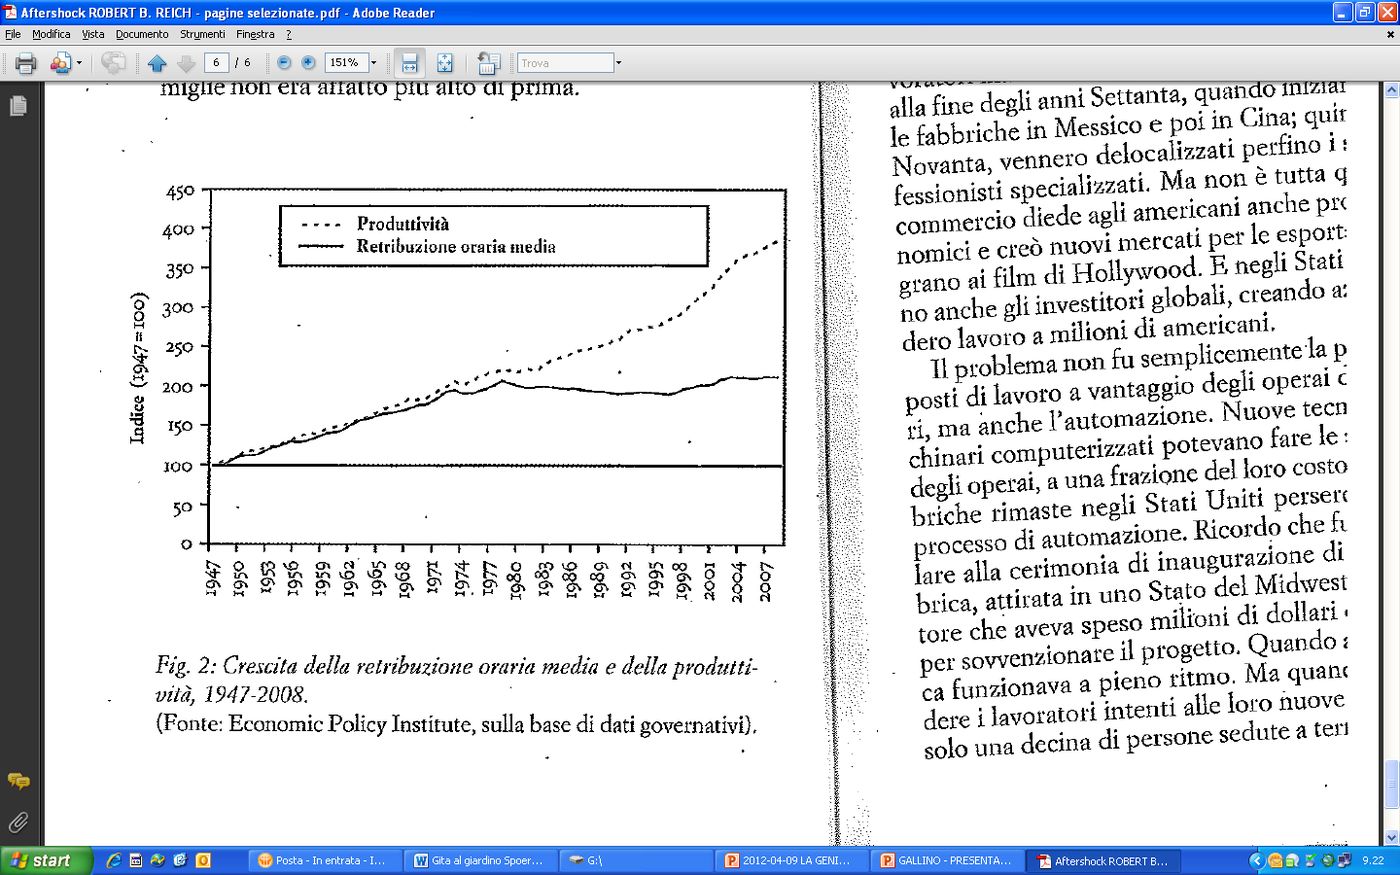 Aftershock ROBERT B. REICH - pagine selezionate.pdf - Adobe Reader
File Modifica Vista Documento Strumenti Finestra ?
6 / 6 151% Trova
miglie non era affatto più alto di prima.
450
400
350
300
250
200
150
100
50
0
Indice (1947=100)
Produttività
Retribuzione oraria media
1947 1950 1953 1956 1959 1962 1965 1968 1971 1974 1977 1980 1983 1986 1989 1992 1995 1998 2001 2004 2007
Fig. 2: Crescita della retribuzione oraria media e della produtti-
vità, 1947-2008.
(Fonte: Economic Policy Institute, sulla base di dati governativi).
alla fine degli anni Settanta, quando iniziar
le fabbriche in Messico e poi in Cina; quir
Novanta, vennero delocalizzati perfino i
fessionisti specializzati. Ma non è tutta q
commercio diede agli americani anche pro
nomici e creò nuovi mercati per le esport
grano ai film di Hollywood. E negli Stati
no anche gli investitori globali, creando a
dero lavoro a milioni di americani.
Il problema non fu semplicemente la p
posti di lavoro a vantaggio degli operai c
ri, ma anche l'automazione. Nuove tecn
chinari computerizzati potevano fare le
degli operai, a una frazione del loro costo
briche rimaste negli Stati Uniti persero
processo di automazione. Ricordo che fu
lare alla cerimonia di inaugurazione di
brica, attirata in uno Stato del Midwest
tore che aveva speso milioni di dollari
per sovvenzionare il progetto. Quando a
ca funzionava a pieno ritmo. Ma quand
dere i lavoratori intenti alle loro nuove
solo una decina di persone sedute a terr
start
Posta - In entrata - I...
Gita al giardino Spoer...
G:\
2012-04-09 LA GENI...
GALLINO - PRESENTA...
Aftershock ROBERT B...
9.22